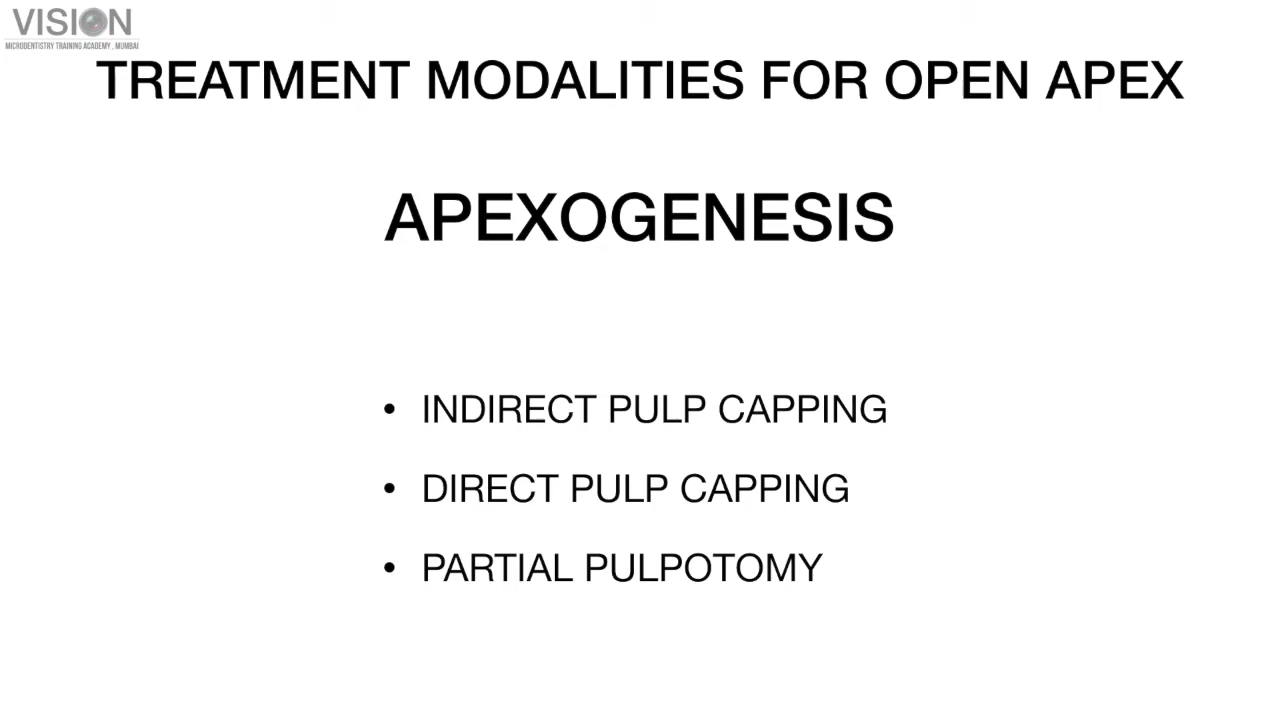 VISION
MICRODENTISTRY TRAINING ACADEMY , MUMBAI
TREATMENT MODALITIES FOR OPEN APEX
APEXOGENESIS
• INDIRECT PULP CAPPING
• DIRECT PULP CAPPING
• PARTIAL PULPOTOMY